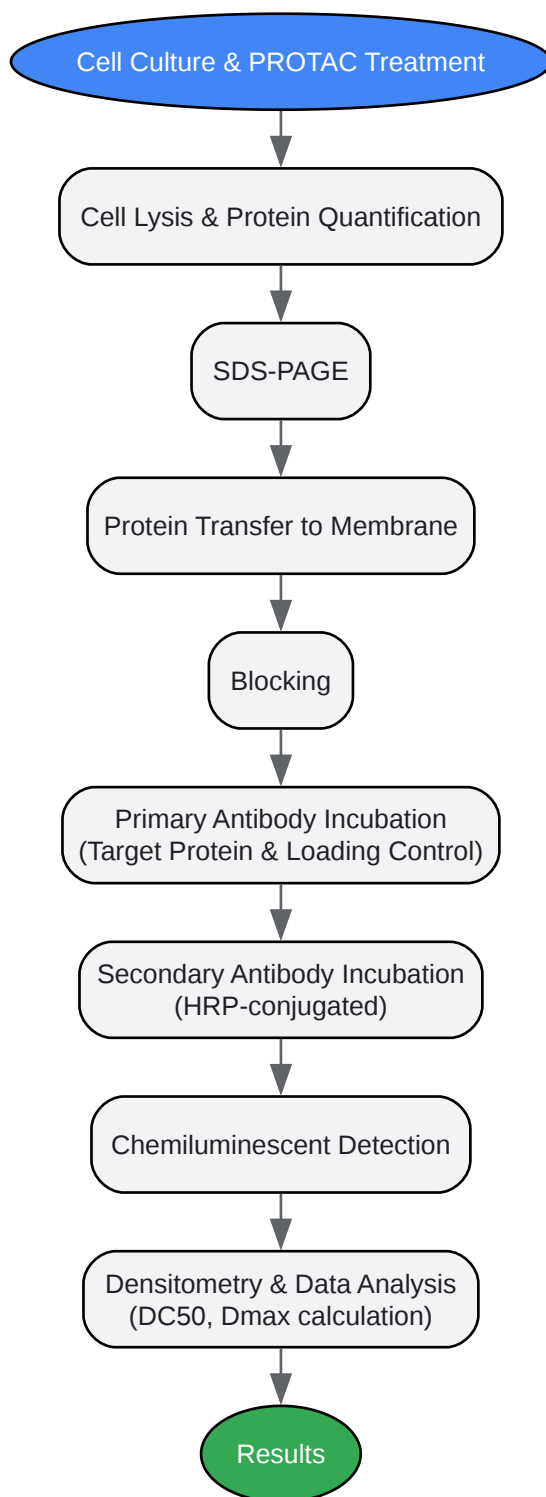 Cell Culture & PROTAC Treatment
Cell Lysis & Protein Quantification
SDS-PAGE
Protein Transfer to Membrane
Blocking
Primary Antibody Incubation
(Target Protein & Loading Control)
Secondary Antibody Incubation
(HRP-conjugated)
Chemiluminescent Detection
Densitometry & Data Analysis
(DC50, Dmax calculation)
Results